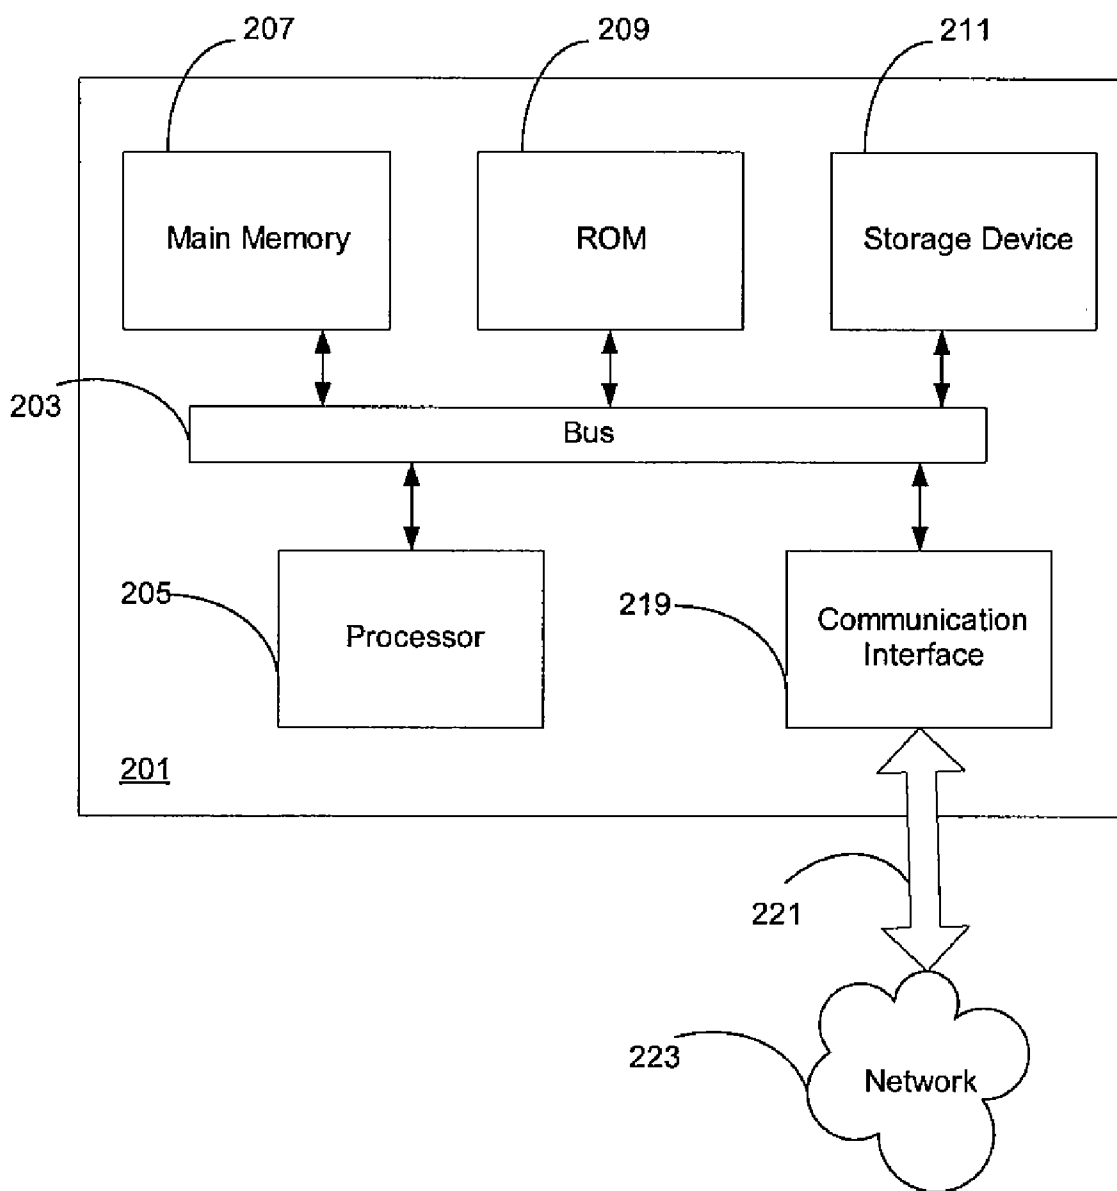 207
209
211
Main Memory
ROM
Storage Device
203
Bus
205
Processor
219
Communication
Interface
201
221
223
Network